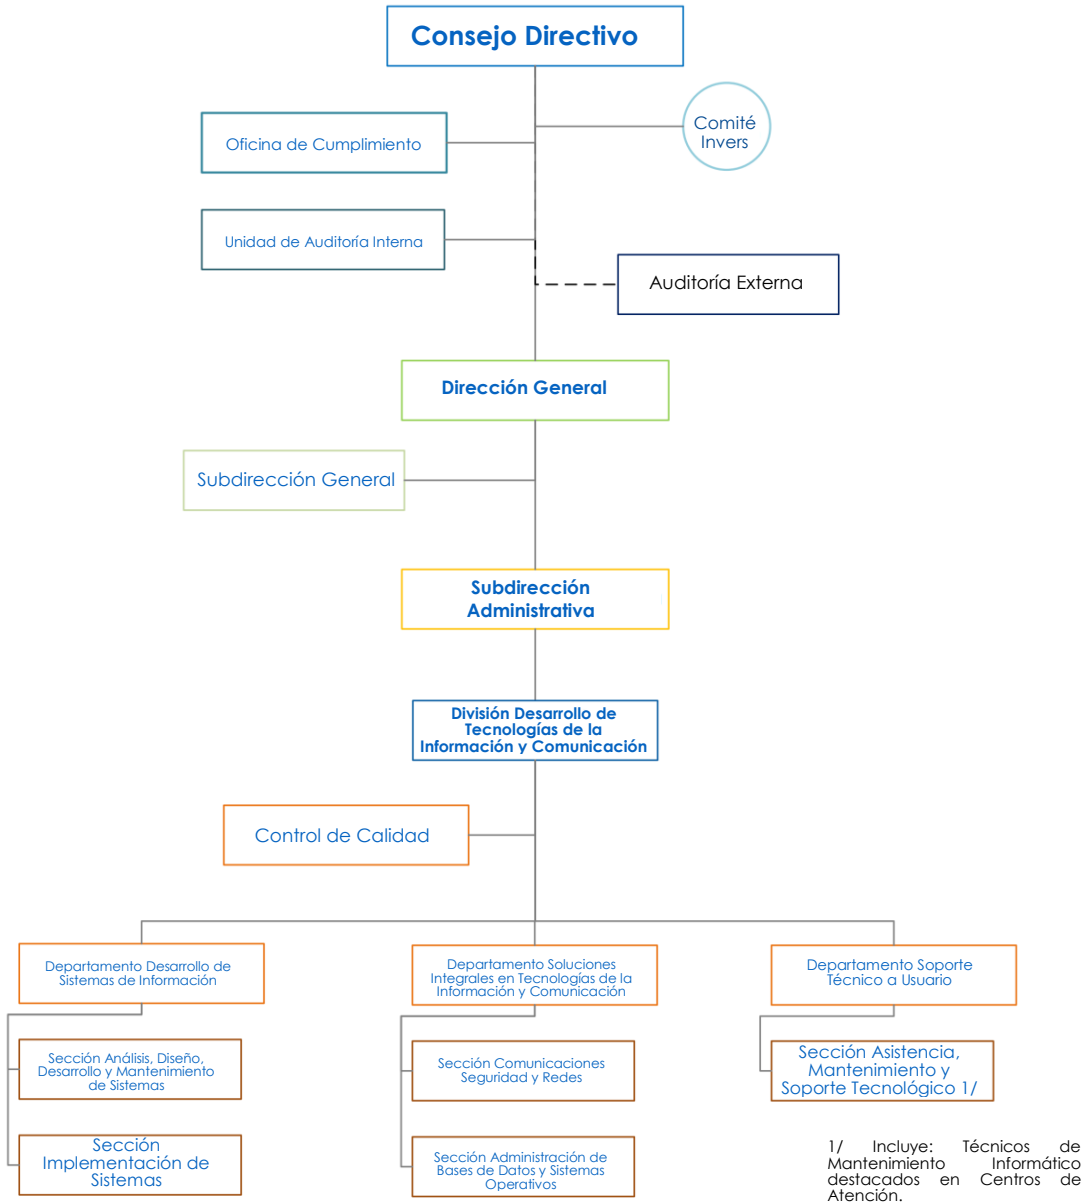 Consejo Directivo
Comité
Invers
Oficina de Cumplimiento
Unidad de Auditoría Interna
Auditoría Externa
Dirección General
Subdirección General
Subdirección
Administrativa
División Desarrollo de
Tecnologías de la
Información y Comunicación
Control de Calidad
Departamento Desarrollo de
Sistemas de Información
Sección Análisis, Diseño,
Desarrollo y Mantenimiento
de Sistemas
Sección
Implementación de
Sistemas
Departamento Soluciones
Integrales en Tecnologías de la
Información y Comunicación
Sección Comunicaciones
Seguridad y Redes
Sección Administración de
Bases de Datos y Sistemas
Operativos
Departamento Soporte
Técnico a Usuario
Sección Asistencia,
Mantenimiento y
Soporte Tecnológico 1/
1/ Incluye: Técnicos de
Mantenimiento Informático
destacados en Centros de
Atención.